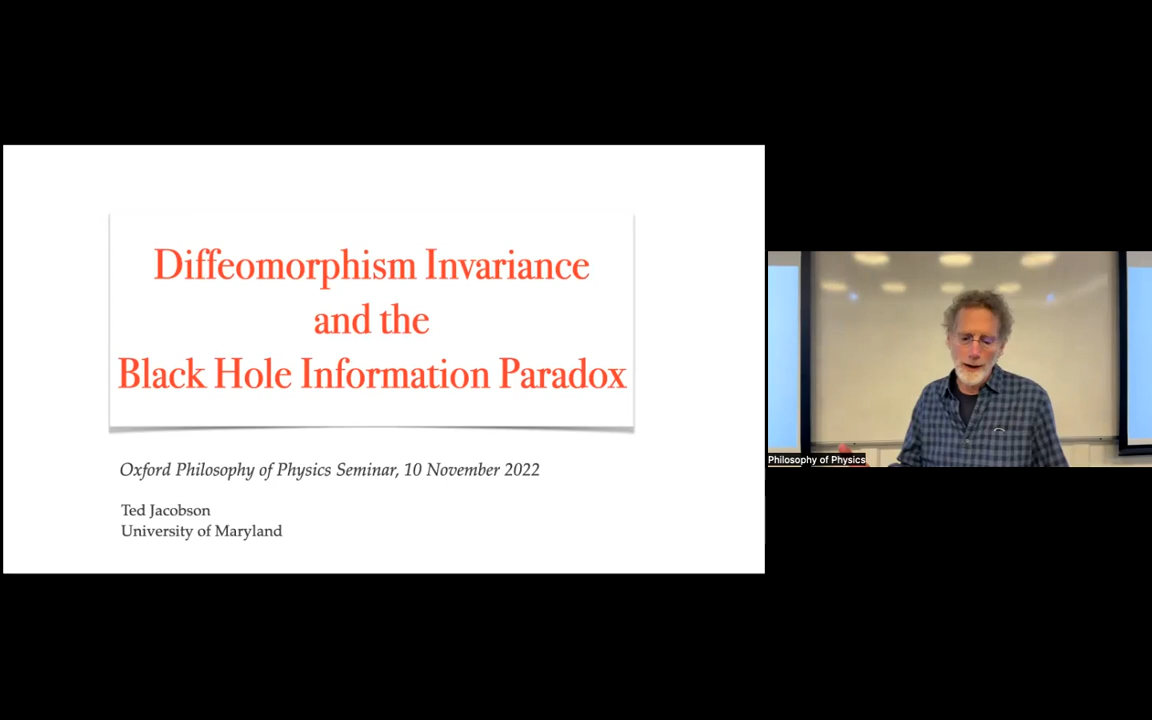 Diffeomorphism Invariance
and the
Black Hole Information Paradox
Oxford Philosophy of Physics Seminar, 10 November 2022
Ted Jacobson
University of Maryland
Philosophy of Physics